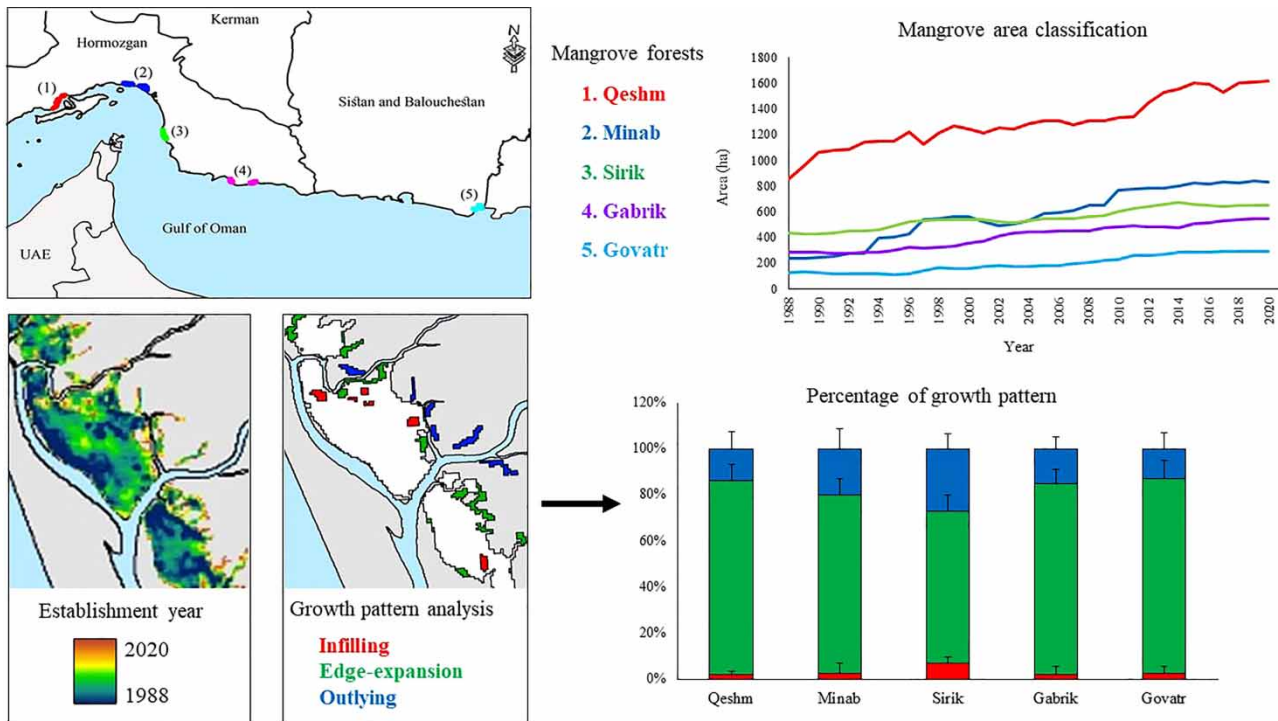 Kerman
Hormozgan
N
(1)
(2)
Sistan and Balouchestan
(3)
(4)
(5)
Gulf of Oman
UAE
Mangrove forests
1. Qeshm
2. Minab
3. Sirik
4. Gabrik
5. Govatr
Mangrove area classification
Area (ha)
1800
1600
1400
1200
1000
800
600
400
200
0
1988
1990
1992
1994
1996
1998
2000
2002
2004
2006
2008
2010
2012
2014
2016
2018
2020
Year
Establishment year
2020
1988
Growth pattern analysis
Infilling
Edge-expansion
Outlying
Percentage of growth pattern
120%
100%
80%
60%
40%
20%
0%
Qeshm
Minab
Sirik
Gabrik
Govatr